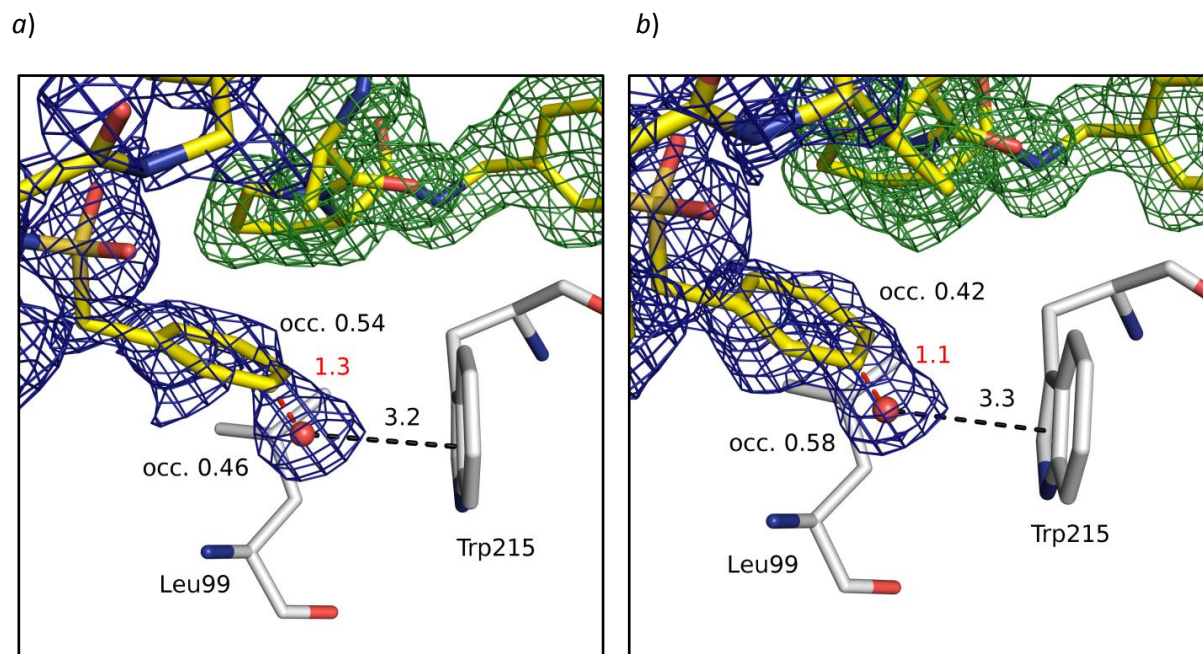 a)
b)
occ. 0.54
1.3
3.2
occ. 0.46
Trp215
Leu99
occ. 0.42
1.1
3.3
occ. 0.58
Trp215
Leu99